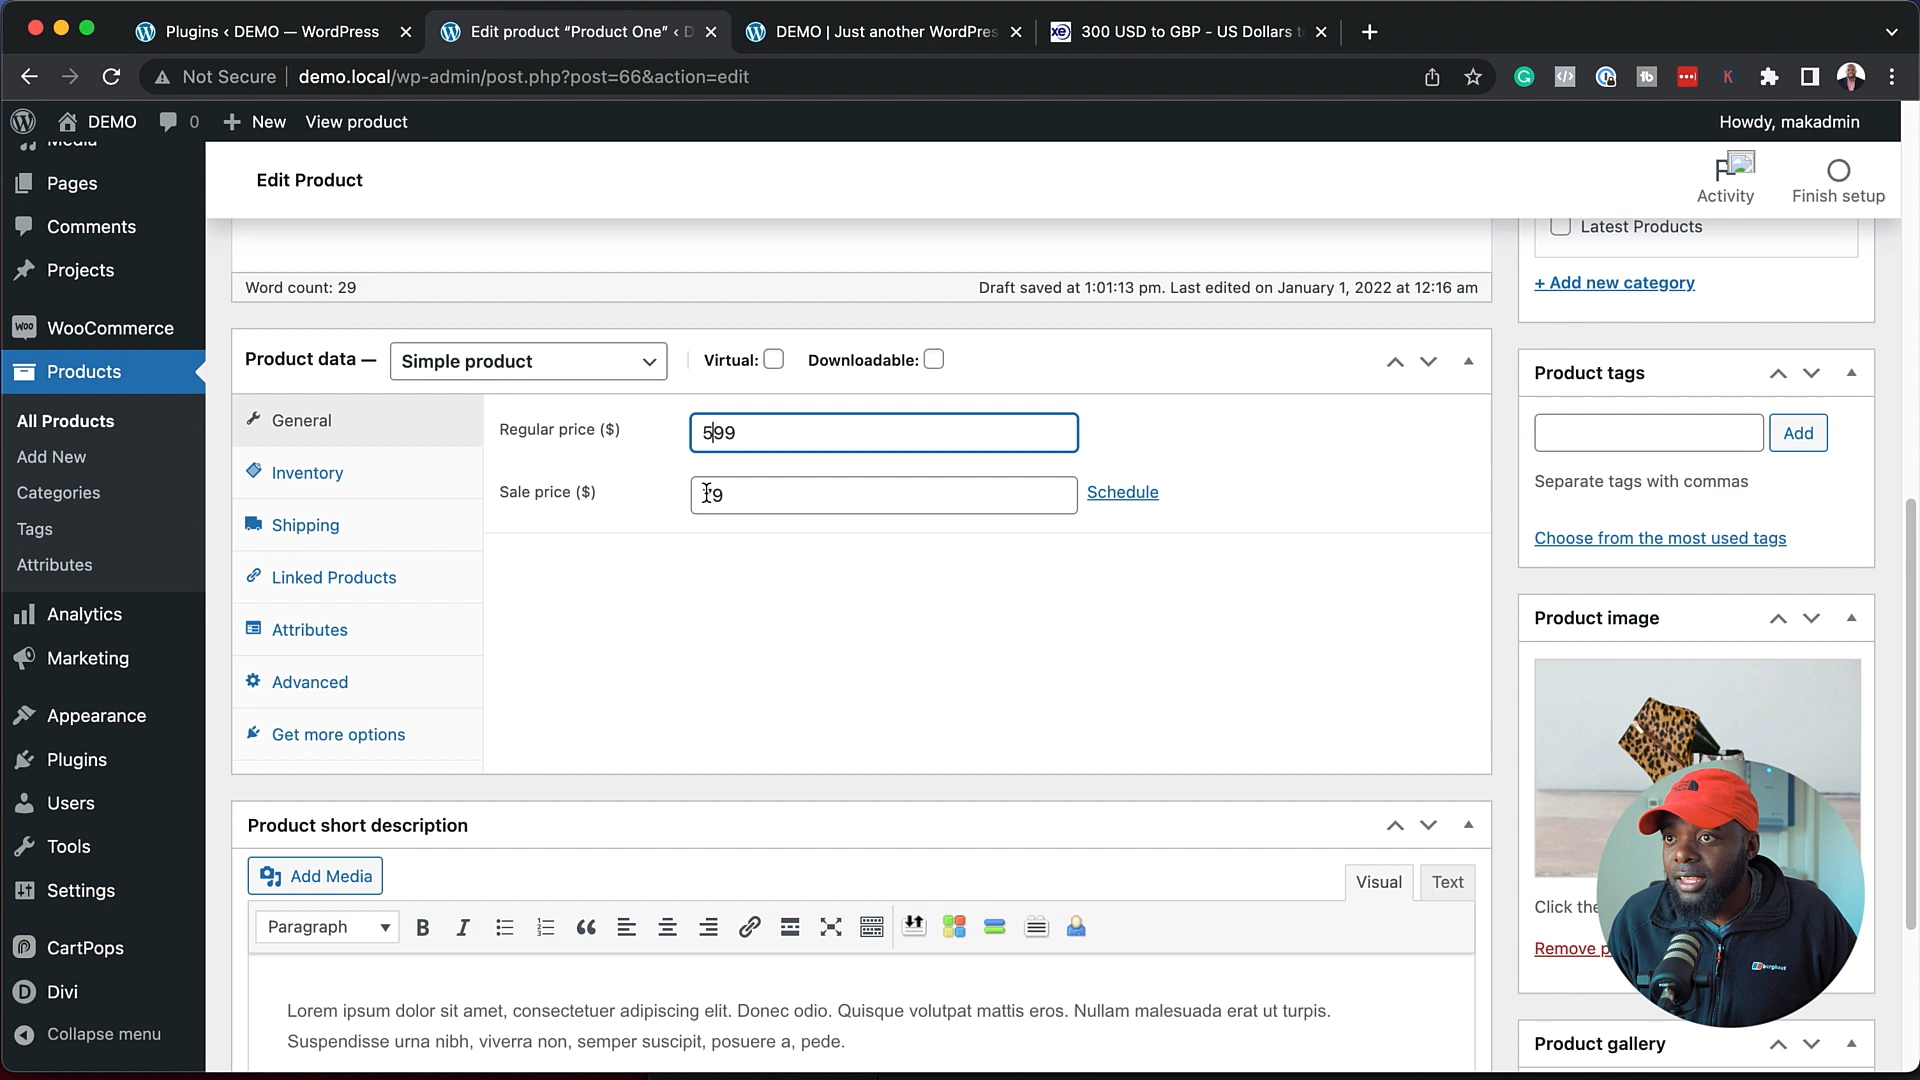 Plugins ‹ DEMO — WordPress
Edit product “Product One” ‹ D
DEMO | Just another WordPres
xe
300 USD to GBP - US Dollars t
Not Secure
demo.local/wp-admin/post.php?post=66&action=edit
DEMO
0
New
View product
Howdy, makadmin
Media
Pages
Comments
Projects
WooCommerce
Products
All Products
Add New
Categories
Tags
Attributes
Analytics
Marketing
Appearance
Plugins
Users
Tools
Settings
CartPops
Divi
Collapse menu
Edit Product
Activity
Finish setup
Word count: 29
Draft saved at 1:01:13 pm. Last edited on January 1, 2022 at 12:16 am
Product data —
Simple product
Virtual:
Downloadable:
General
Inventory
Shipping
Linked Products
Attributes
Advanced
Get more options
Regular price ($)
599
Sale price ($)
Schedule
Product short description
Add Media
Visual
Text
Paragraph
Lorem ipsum dolor sit amet, consectetuer adipiscing elit. Donec odio. Quisque volutpat mattis eros. Nullam malesuada erat ut turpis.
Suspendisse urna nibh, viverra non, semper suscipit, posuere a, pede.
Latest Products
+ Add new category
Product tags
Add
Separate tags with commas
Choose from the most used tags
Product image
Click the
Remove p
Product gallery